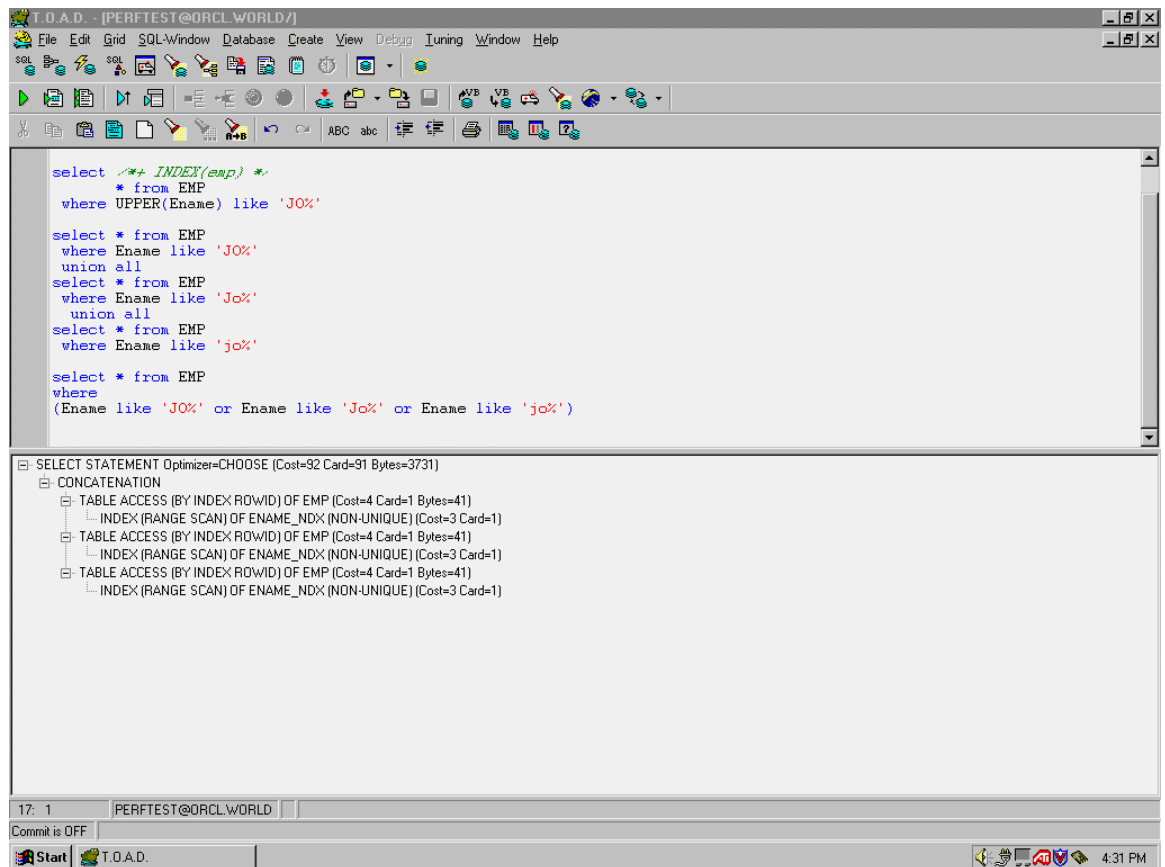 T.O.A.D. - [PERFTEST@ORCL.WORLD/]
File Edit Grid SQL-Window Database Create View Debug Tuning Window Help
SQL SQL
VB VB
A→B ABC abc
select /*+ INDEX(emp) */
* from EMP
where UPPER(Ename) like 'JO%'
select * from EMP
where Ename like 'JO%'
union all
select * from EMP
where Ename like 'Jo%'
union all
select * from EMP
where Ename like 'jo%'
select * from EMP
where
(Ename like 'JO%' or Ename like 'Jo%' or Ename like 'jo%')
SELECT STATEMENT Optimizer=CHOOSE (Cost=92 Card=91 Bytes=3731)
CONCATENATION
TABLE ACCESS (BY INDEX ROWID) OF EMP (Cost=4 Card=1 Bytes=41)
INDEX (RANGE SCAN) OF ENAME_NDX (NON-UNIQUE) (Cost=3 Card=1)
TABLE ACCESS (BY INDEX ROWID) OF EMP (Cost=4 Card=1 Bytes=41)
INDEX (RANGE SCAN) OF ENAME_NDX (NON-UNIQUE) (Cost=3 Card=1)
TABLE ACCESS (BY INDEX ROWID) OF EMP (Cost=4 Card=1 Bytes=41)
INDEX (RANGE SCAN) OF ENAME_NDX (NON-UNIQUE) (Cost=3 Card=1)
17: 1 PERFTEST@ORCL.WORLD
Commit is OFF
Start T.O.A.D. ATI 4:31 PM